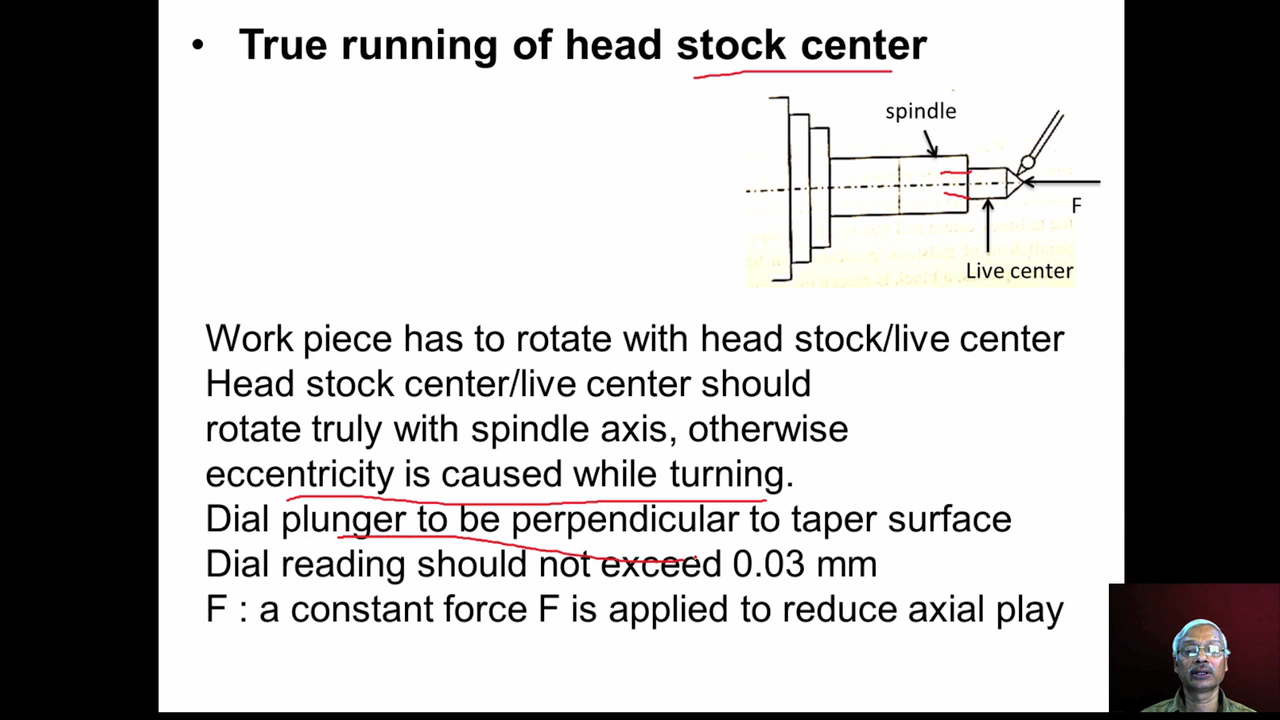 • True running of head stock center
spindle
F
Live center
Work piece has to rotate with head stock/live center
Head stock center/live center should
rotate truly with spindle axis, otherwise
eccentricity is caused while turning.
Dial plunger to be perpendicular to taper surface
Dial reading should not exceed 0.03 mm
F : a constant force F is applied to reduce axial play